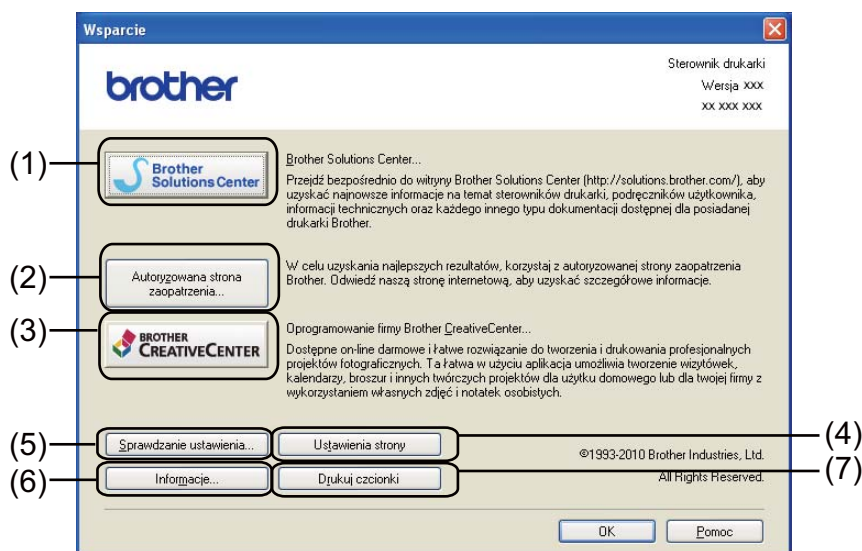 Wsparcie
brother
Sterownik drukarki
Wersja xxx
xx xxx xxx
(1)
Brother
Solutions Center
Brother Solutions Center...
Przejdź bezpośrednio do witryny Brother Solutions Center (http://solutions.brother.com/), aby
uzyskać najnowsze informacje na temat sterowników drukarki, podręczników użytkownika,
informacji technicznych oraz każdego innego typu dokumentacji dostępnej dla posiadanej
drukarki Brother.
(2)
Autoryzowana strona
zaopatrzenia...
W celu uzyskania najlepszych rezultatów, korzystaj z autoryzowanej strony zaopatrzenia
Brother. Odwiedź naszą stronę internetową, aby uzyskać szczegółowe informacje.
(3)
BROTHER
CREATIVECENTER
Oprogramowanie firmy Brother CreativeCenter...
Dostępne on-line darmowe i łatwe rozwiązanie do tworzenia i drukowania profesjonalnych
projektów fotograficznych. Ta łatwa w użyciu aplikacja umożliwia tworzenie wizytówek,
kalendarzy, broszur i innych twórczych projektów dla użytku domowego lub dla twojej firmy z
wykorzystaniem własnych zdjęć i notatek osobistych.
(5)
Sprawdzanie ustawienia...
Ustawienia strony
(4)
©1993-2010 Brother Industries, Ltd.
(6)
Informacje...
Drukuj czcionki
(7)
All Rights Reserved.
OK
Pomoc